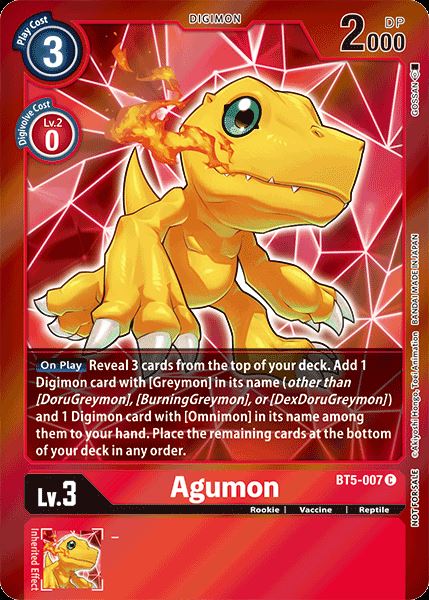 DIGIMON
Play Cost
3
DP
2000
Digivolve Cost
Lv.2
0
On Play Reveal 3 cards from the top of your deck. Add 1
Digimon card with [Greymon] in its name (other than
[DoruGreymon], [BurningGreymon], or [DexDoruGreymon])
and 1 Digimon card with [Omnimon] in its name among
them to your hand. Place the remaining cards at the bottom
of your deck in any order.
Lv.3
Agumon
BT5-007 C
Rookie | Vaccine | Reptile
Inherited Effect
–
GOSSAN
©Akiyoshi Hongo, Toei Animation BANDAI MADE IN JAPAN
NOT FOR SALE